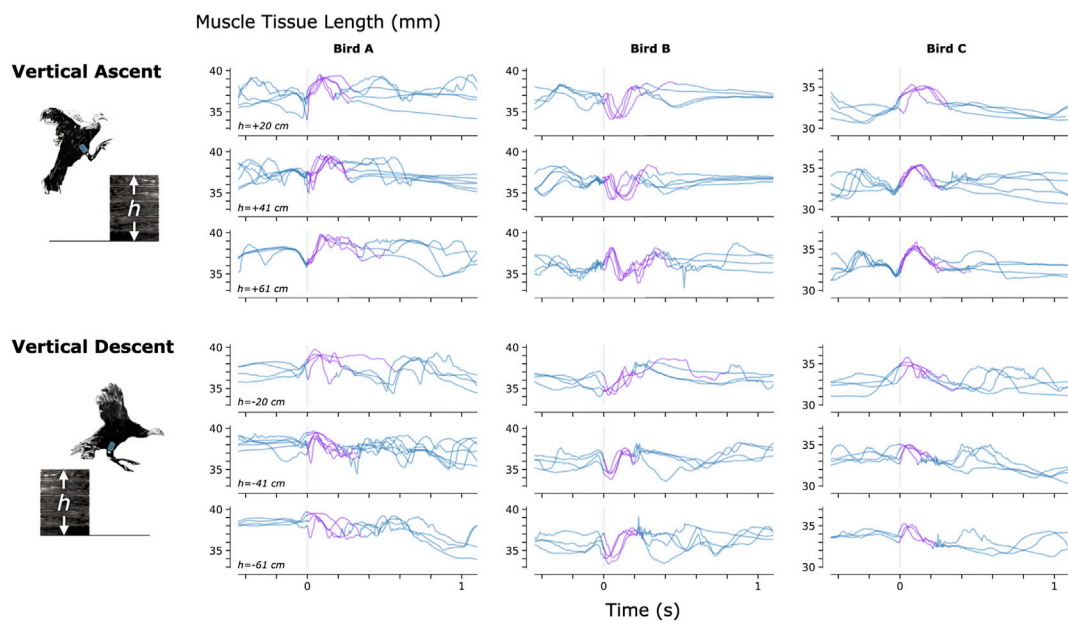 Muscle Tissue Length (mm)
Bird A Bird B Bird C
Vertical Ascent
h
40
35
h=+20 cm
40
35
35
30
40
35
h=+41 cm
40
35
35
30
40
35
h=+61 cm
40
35
35
30
Vertical Descent
h
40
35
h=-20 cm
40
35
35
30
40
35
h=-41 cm
40
35
35
30
40
35
h=-61 cm
40
35
35
30
0 1 0 1 0 1
Time (s)